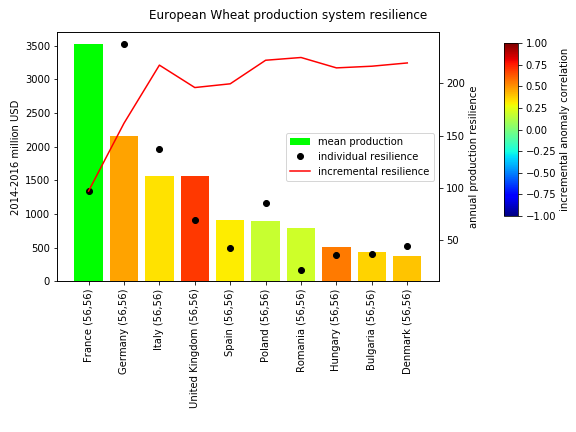 European Wheat production system resilience
2014-2016 million USD
3500
3000
2500
2000
1500
1000
500
0
200
150
100
50
annual production resilience
mean production
individual resilience
incremental resilience
France (56,56)
Germany (56,56)
Italy (56,56)
United Kingdom (56,56)
Spain (56,56)
Poland (56,56)
Romania (56,56)
Hungary (56,56)
Bulgaria (56,56)
Denmark (56,56)
1.00
0.75
0.50
0.25
0.00
−0.25
−0.50
−0.75
−1.00
incremental anomaly correlation